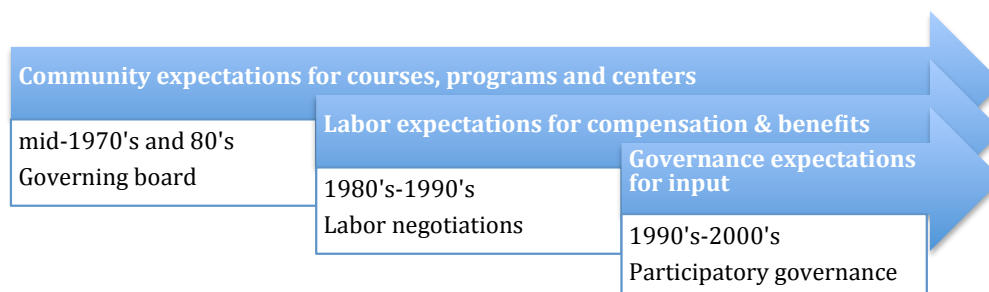 Community expectations for courses, programs and centers
mid-1970's and 80's
Governing board
Labor expectations for compensation & benefits
1980's-1990's
Labor negotiations
Governance expectations
for input
1990's-2000's
Participatory governance